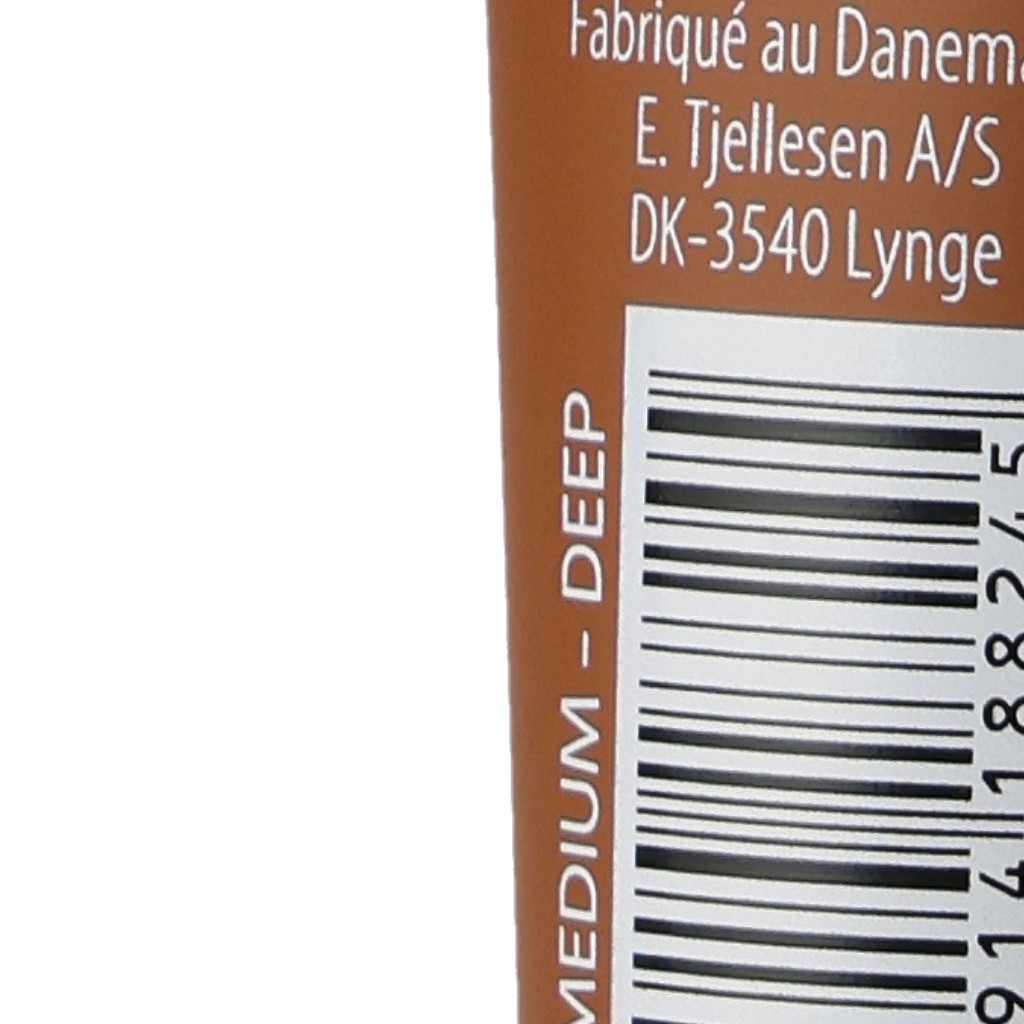 Fabriqué au Danema
E. Tjellesen A/S
DK-3540 Lynge
MEDIUM - DEEP
914188245